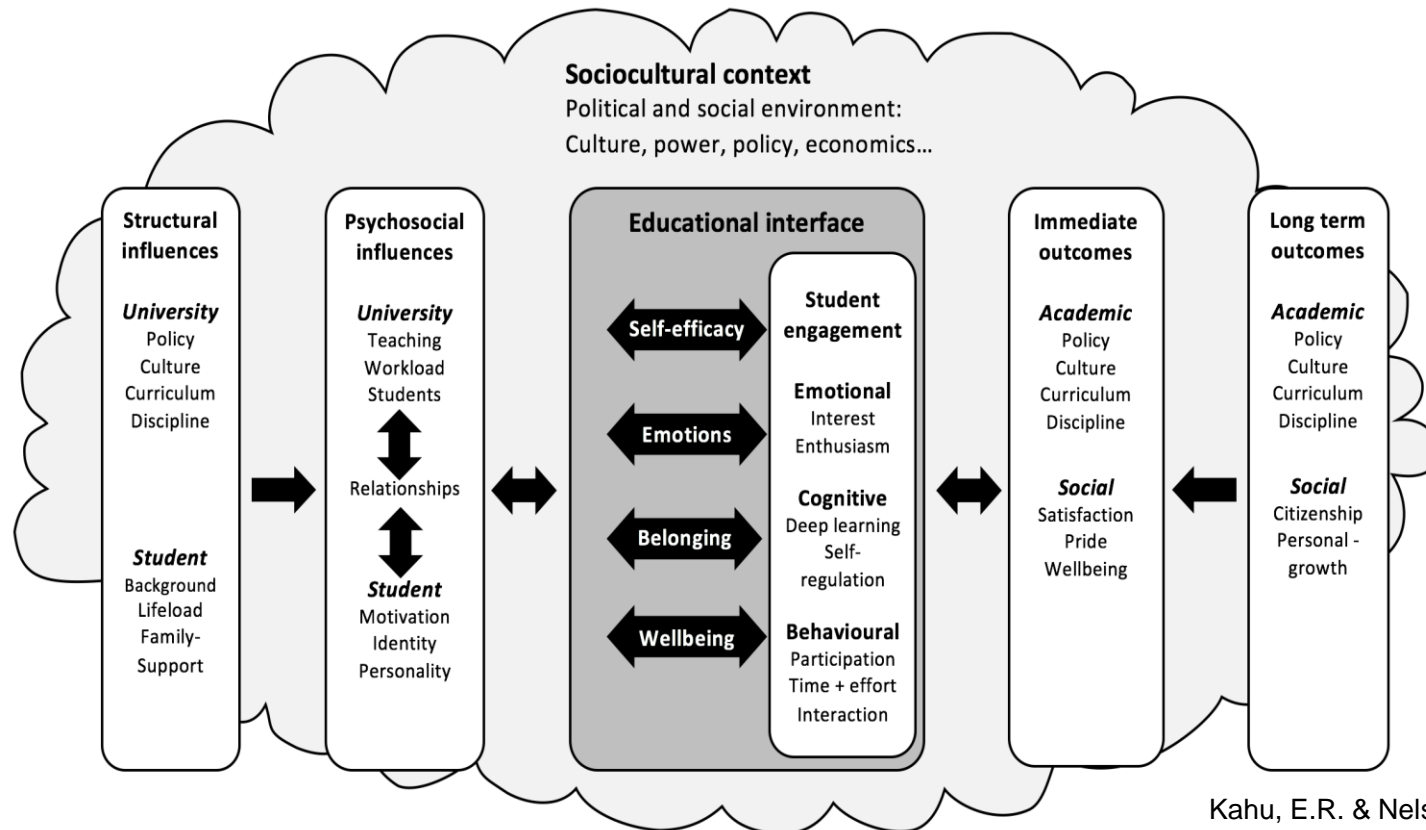 Sociocultural context
Political and social environment:
Culture, power, policy, economics…
Structural
influences
University
Policy
Culture
Curriculum
Discipline
Student
Background
Lifeload
Family-
Support
Psychosocial
influences
University
Teaching
Workload
Students
Relationships
Student
Motivation
Identity
Personality
Educational interface
Self-efficacy
Emotions
Belonging
Wellbeing
Student
engagement
Emotional
Interest
Enthusiasm
Cognitive
Deep learning
Self-
regulation
Behavioural
Participation
Time + effort
Interaction
Immediate
outcomes
Academic
Policy
Culture
Curriculum
Discipline
Social
Satisfaction
Pride
Wellbeing
Long term
outcomes
Academic
Policy
Culture
Curriculum
Discipline
Social
Citizenship
Personal -
growth
Kahu, E.R. & Nels